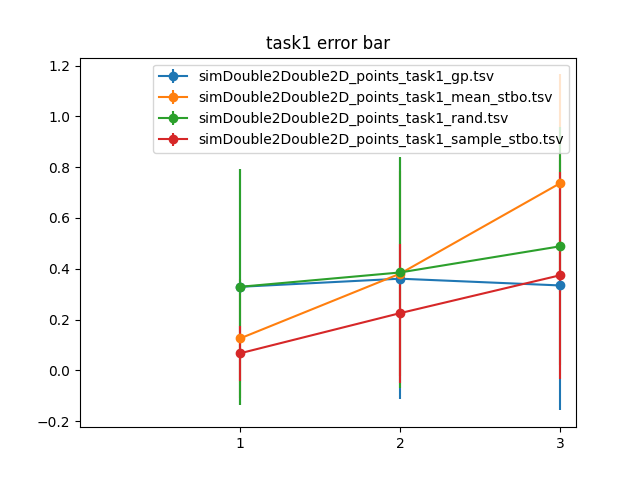 task1 error bar
simDouble2Double2D_points_task1_gp.tsv
simDouble2Double2D_points_task1_mean_stbo.tsv
simDouble2Double2D_points_task1_rand.tsv
simDouble2Double2D_points_task1_sample_stbo.tsv
1.2
1.0
0.8
0.6
0.4
0.2
0.0
−0.2
1 2 3